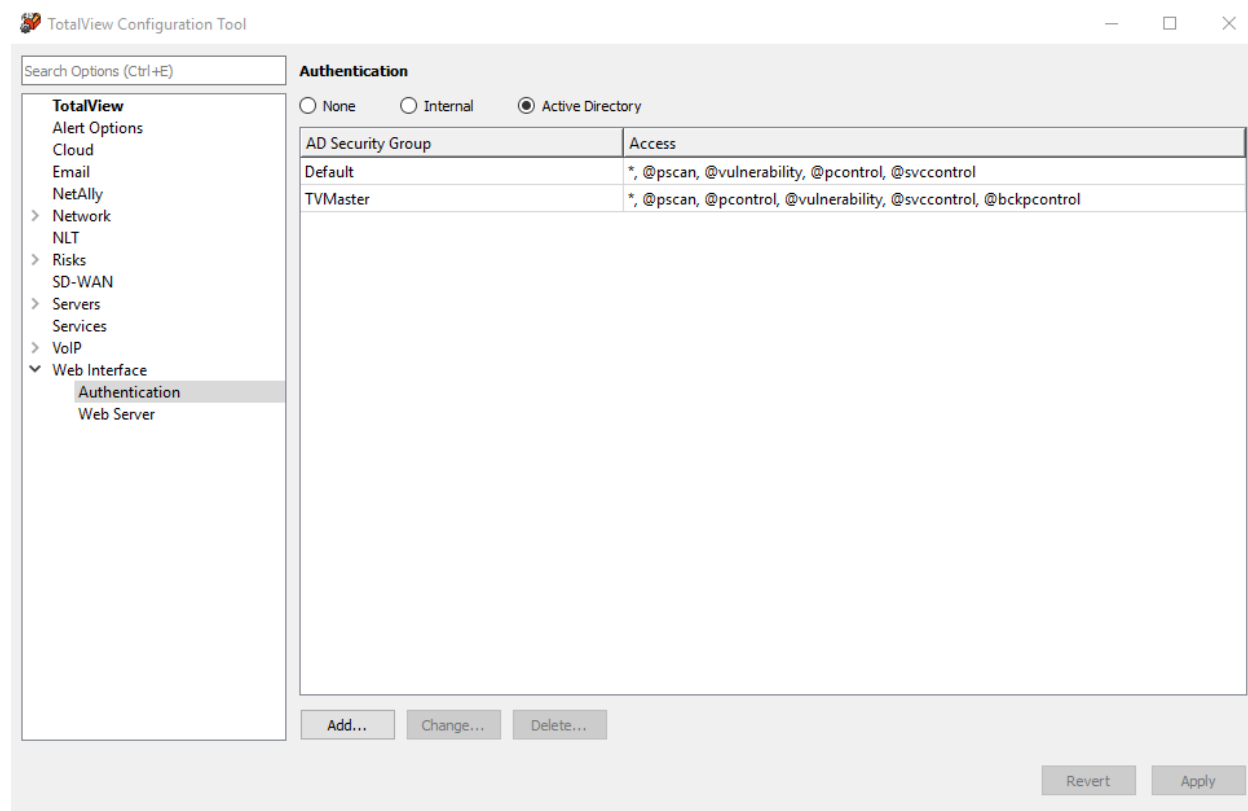 TotalView Configuration Tool
Search Options (Ctrl+E)
TotalView
Alert Options
Cloud
Email
NetAlly
Network
NLT
Risks
SD-WAN
Servers
Services
VoIP
Web Interface
Authentication
Web Server
Authentication
None Internal Active Directory
AD Security Group Access
Default *, @pscan, @vulnerability, @pcontrol, @svccontrol
TVMaster *, @pscan, @pcontrol, @vulnerability, @svccontrol, @bckpcontrol
Add... Change... Delete...
Revert Apply